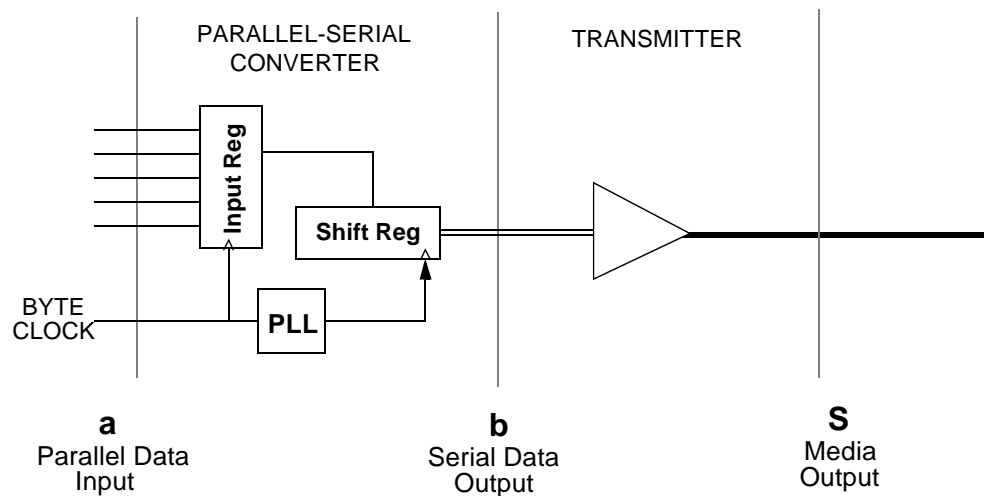 PARALLEL-SERIAL
CONVERTER
TRANSMITTER
Input Reg
Shift Reg
BYTE
CLOCK
PLL
a
Parallel Data
Input
b
Serial Data
Output
S
Media
Output